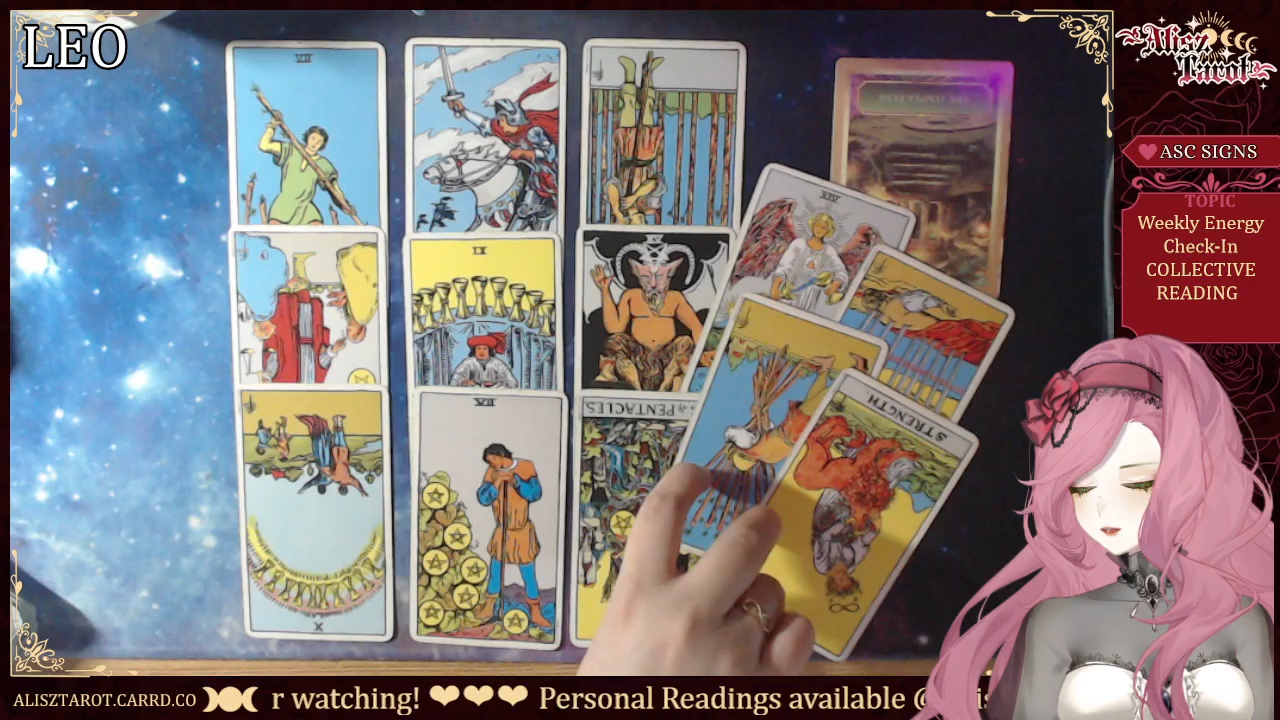 LEO
Alisz
Tarot
ASC SIGNS
TOPIC
Weekly Energy
Check-In
COLLECTIVE
READING
VII
IX
XIV
PENTACLES
STRENGTH
VII
X
ALISZTAROT.CARRD.CO
r watching! ❤❤❤ Personal Readings available @